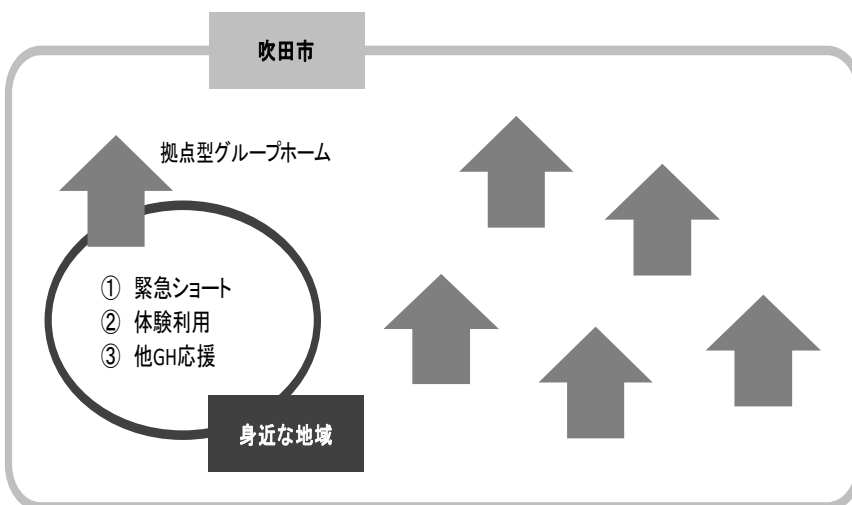 吹田市
拠点型グループホーム
① 緊急ショート
② 体験利用
③ 他GH応援
身近な地域